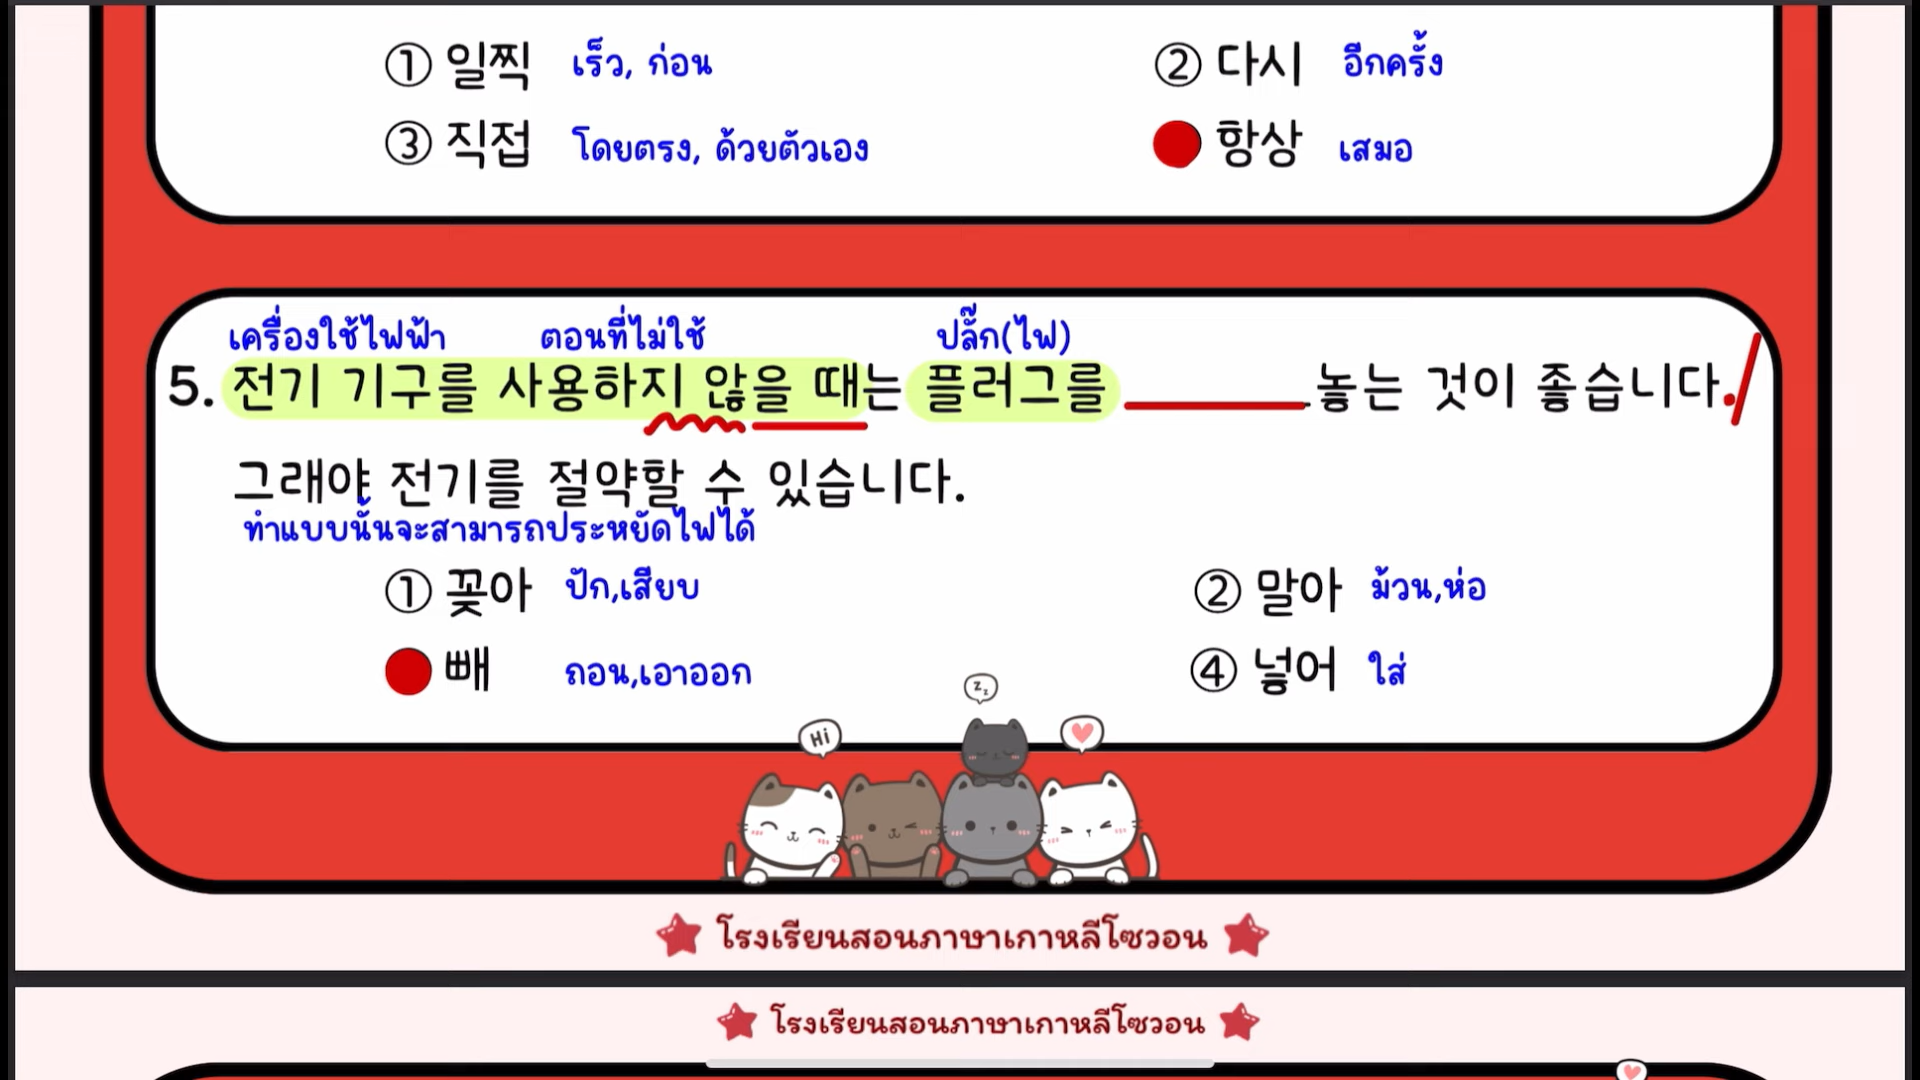 ① 일찍 เร็ว, ก่อน ② 다시 อีกครั้ง
③ 직접 โดยตรง, ด้วยตัวเอง 항상 เสมอ
เครื่องใช้ไฟฟ้า ตอนที่ไม่ใช้ ปลั๊ก(ไฟ)
5. 전기 기구를 사용하지 않을 때는 플러그를 ________ 놓는 것이 좋습니다.
그래야 전기를 절약할 수 있습니다.
ทำแบบนั้นจะสามารถประหยัดไฟได้
① 꽂아 ปัก,เสียบ ② 말아 ม้วน,ห่อ
빼 ถอน,เอาออก ④ 넣어 ใส่
z z
Hi
โรงเรียนสอนภาษาเกาหลีโซวอน
โรงเรียนสอนภาษาเกาหลีโซวอน